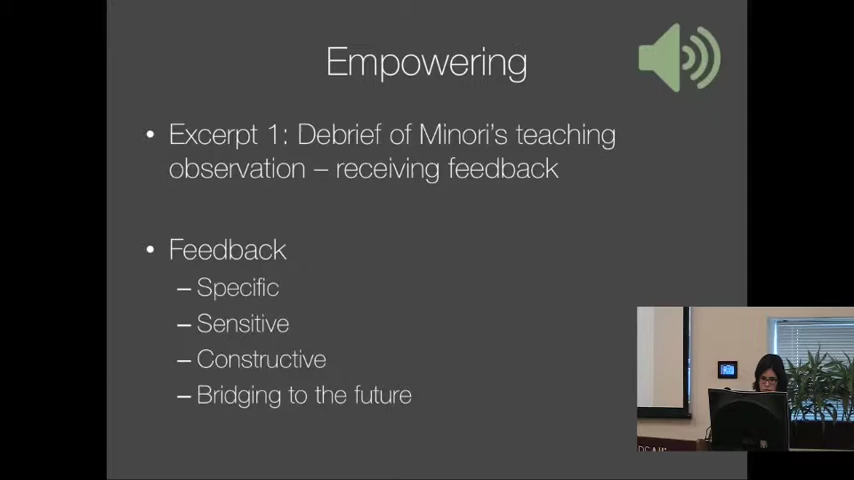 Empowering
• Excerpt 1: Debrief of Minori's teaching
observation – receiving feedback
• Feedback
– Specific
– Sensitive
– Constructive
– Bridging to the future